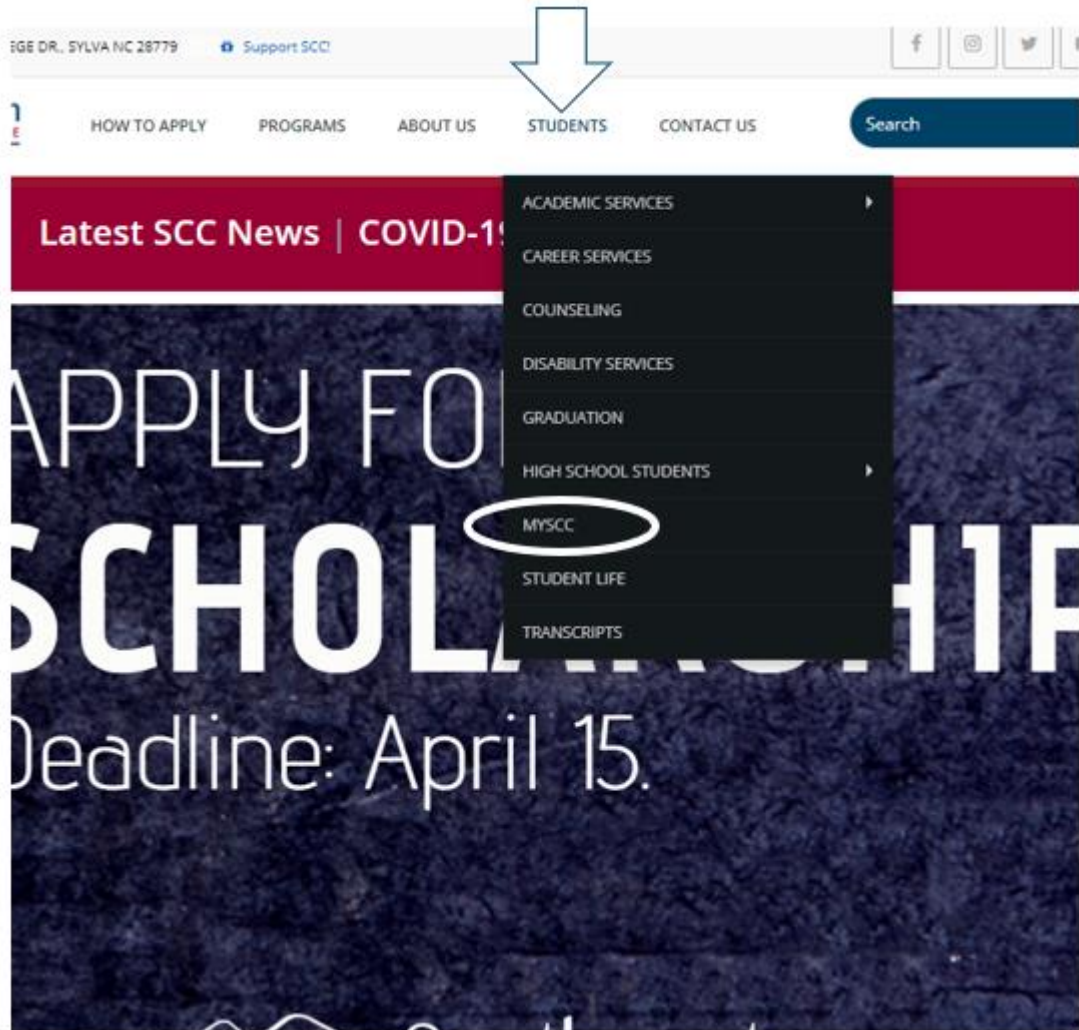 EGE DR., SYLVA NC 28779 Support SCC!
HOW TO APPLY PROGRAMS ABOUT US STUDENTS CONTACT US Search
Latest SCC News | COVID-19
ACADEMIC SERVICES
CAREER SERVICES
COUNSELING
DISABILITY SERVICES
GRADUATION
HIGH SCHOOL STUDENTS
MYSCC
STUDENT LIFE
TRANSCRIPTS
APPLY FO
SCHOLARSHIP
Deadline: April 15.